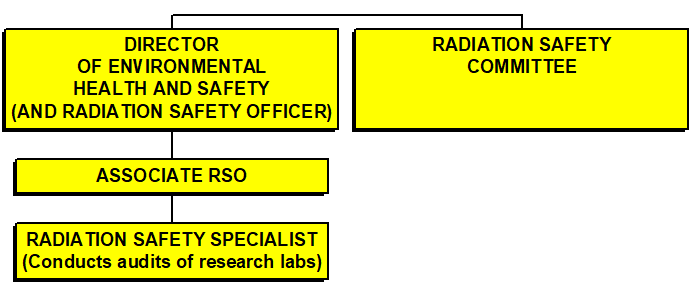 DIRECTOR
OF ENVIRONMENTAL
HEALTH AND SAFETY
(AND RADIATION SAFETY OFFICER)
RADIATION SAFETY
COMMITTEE
ASSOCIATE RSO
RADIATION SAFETY SPECIALIST
(Conducts audits of research labs)